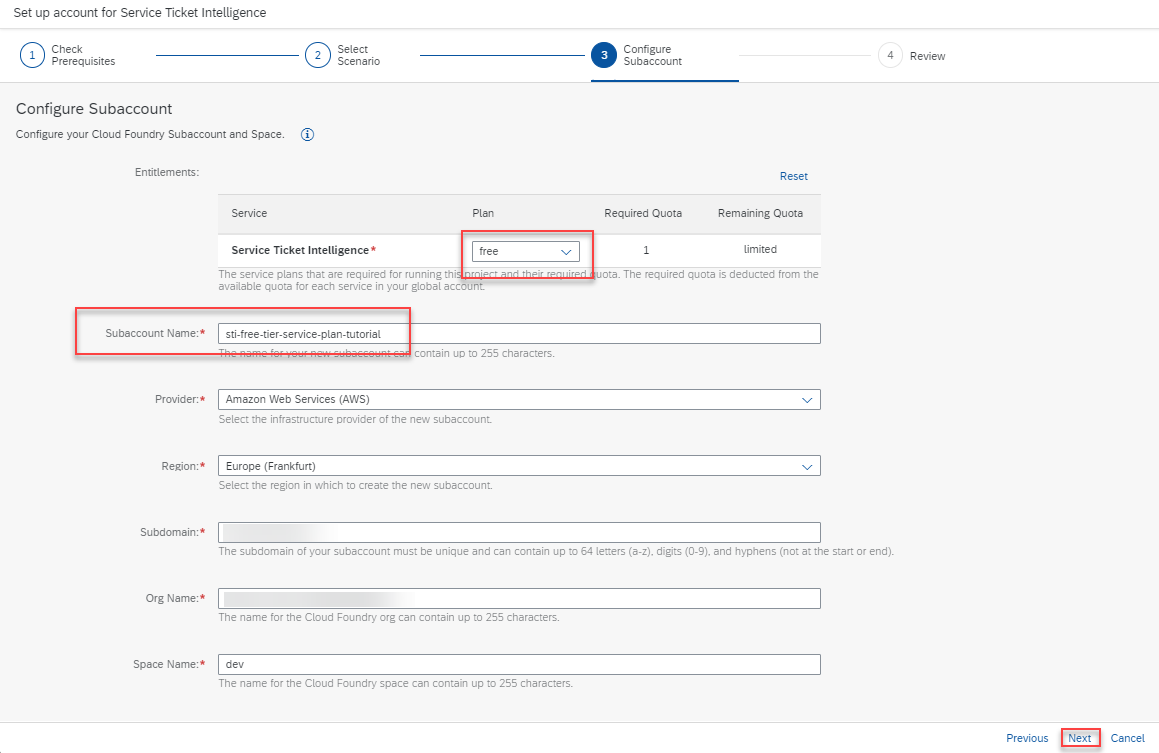 Set up account for Service Ticket Intelligence
1 Check Prerequisites
2 Select Scenario
3 Configure Subaccount
4 Review
Configure Subaccount
Configure your Cloud Foundry Subaccount and Space.
Entitlements:
Reset
Service Plan Required Quota Remaining Quota
Service Ticket Intelligence* free 1 limited
The service plans that are required for running this project and their required quota. The required quota is deducted from the
available quota for each service in your global account.
Subaccount Name:* sti-free-tier-service-plan-tutorial
The name for your new subaccount can contain up to 255 characters.
Provider:* Amazon Web Services (AWS)
Select the infrastructure provider of the new subaccount.
Region:* Europe (Frankfurt)
Select the region in which to create the new subaccount.
Subdomain:*
The subdomain of your subaccount must be unique and can contain up to 64 letters (a-z), digits (0-9), and hyphens (not at the start or end).
Org Name:*
The name for the Cloud Foundry org can contain up to 255 characters.
Space Name:* dev
The name for the Cloud Foundry space can contain up to 255 characters.
Previous Next Cancel